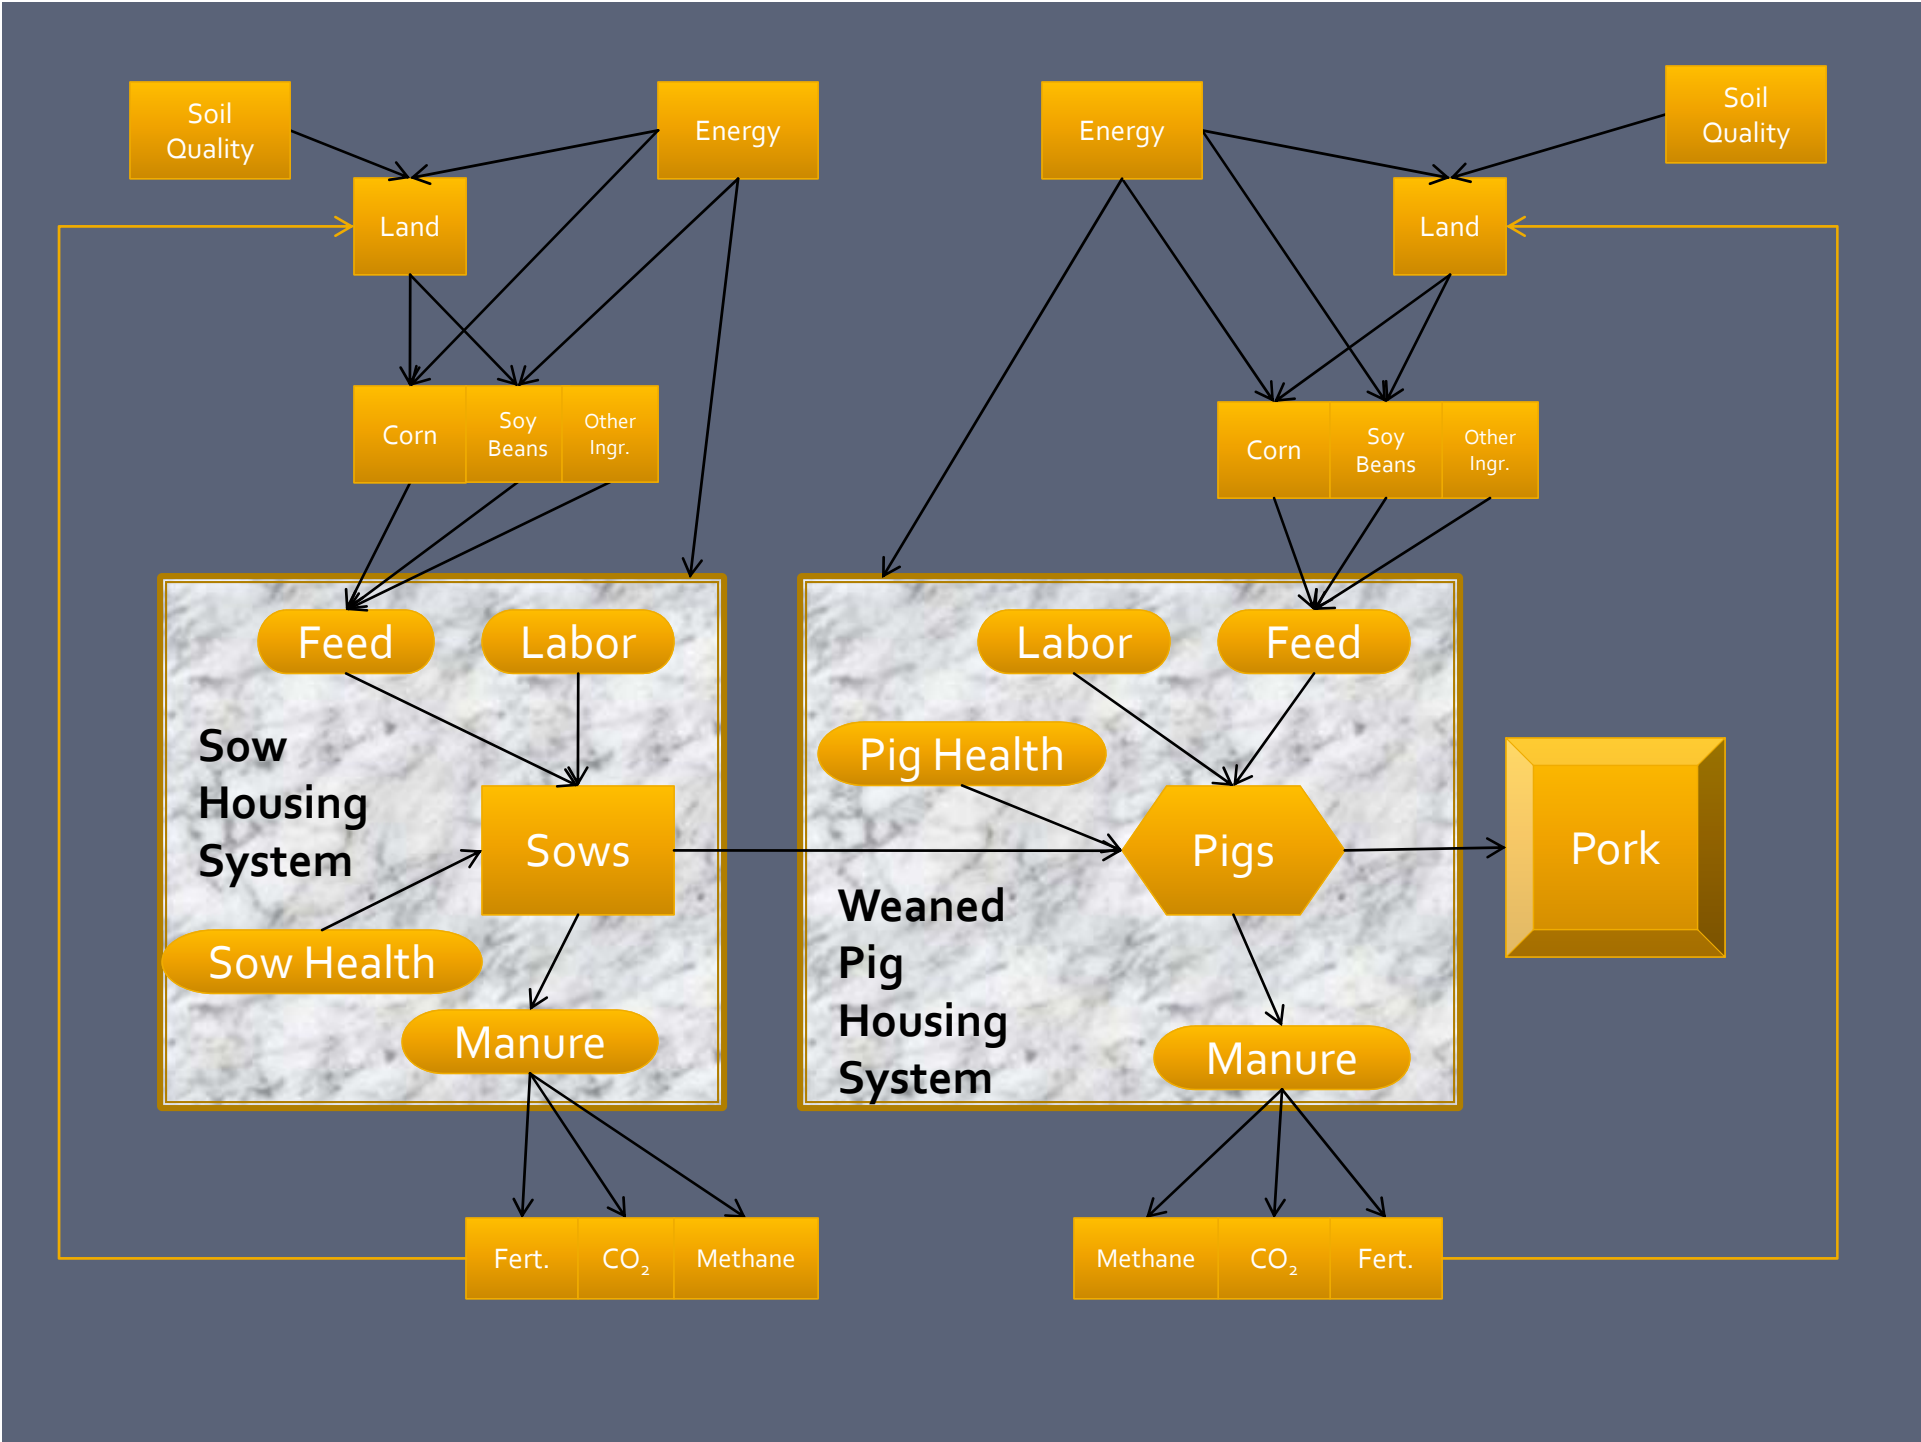 Soil
Quality
Energy
Energy
Soil
Quality
Land
Land
Corn
Soy
Beans
Other
Ingr.
Corn
Soy
Beans
Other
Ingr.
Feed
Labor
Sow
Housing
System
Sows
Sow Health
Manure
Labor
Feed
Pig Health
Pigs
Weaned
Pig
Housing
System
Manure
Pork
Fert.
CO₂
Methane
Methane
CO₂
Fert.